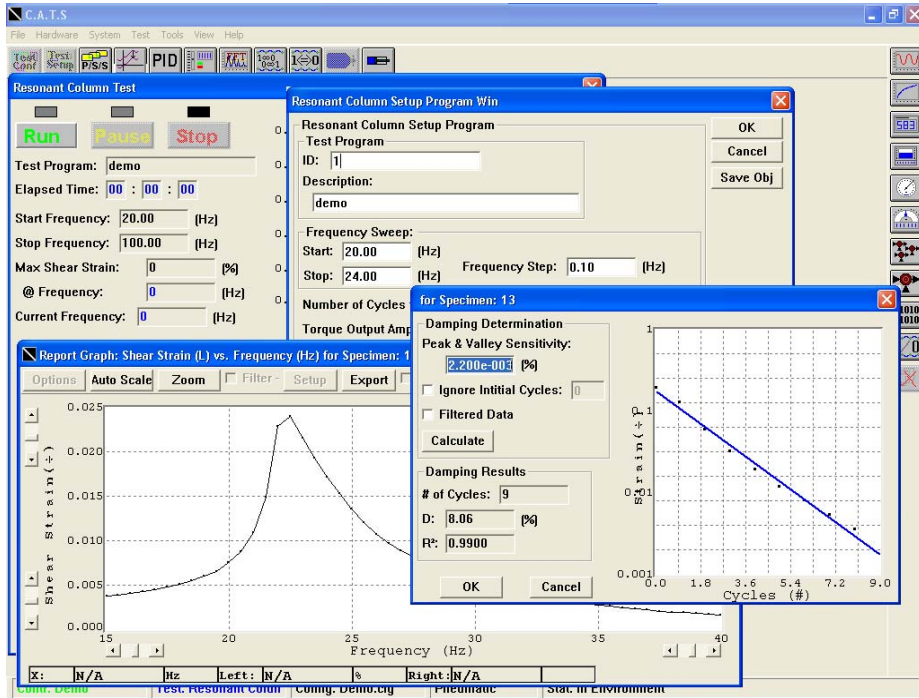 C.A.T.S
File Hardware System Test Tools View Help
Test Conf Test Setup P/S/S PID
Resonant Column Test
Run Pause Stop
Test Program: demo
Elapsed Time: 00 : 00 : 00
Start Frequency: 20.00 (Hz)
Stop Frequency: 100.00 (Hz)
Max Shear Strain: 0 (%)
@ Frequency: 0 (Hz)
Current Frequency: 0 (Hz)
Resonant Column Setup Program Win
Resonant Column Setup Program
Test Program
ID: 1
Description:
demo
Frequency Sweep:
Start: 20.00 (Hz)
Stop: 24.00 (Hz)
Frequency Step: 0.10 (Hz)
Number of Cycles
Torque Output Amp
OK
Cancel
Save Obj
583
for Specimen: 13
Damping Determination
Peak & Valley Sensitivity:
2.200e-003 (%)
Ignore Intitial Cycles: 0
Filtered Data
Calculate
Damping Results
# of Cycles: 9
D: 8.06 (%)
R²: 0.9900
OK Cancel
1
0.001
0.0 1.8 3.6 5.4 7.2 9.0
Cycles (#)
Report Graph: Shear Strain (L) vs. Frequency (Hz) for Specimen: 1
Options Auto Scale Zoom Filter - Setup Export
Shear Strain(÷)
0.025
0.020
0.015
0.010
0.005
0.000
15 20 25 30 35 40
Frequency (Hz)
X: N/A Hz Left: N/A % Right: N/A